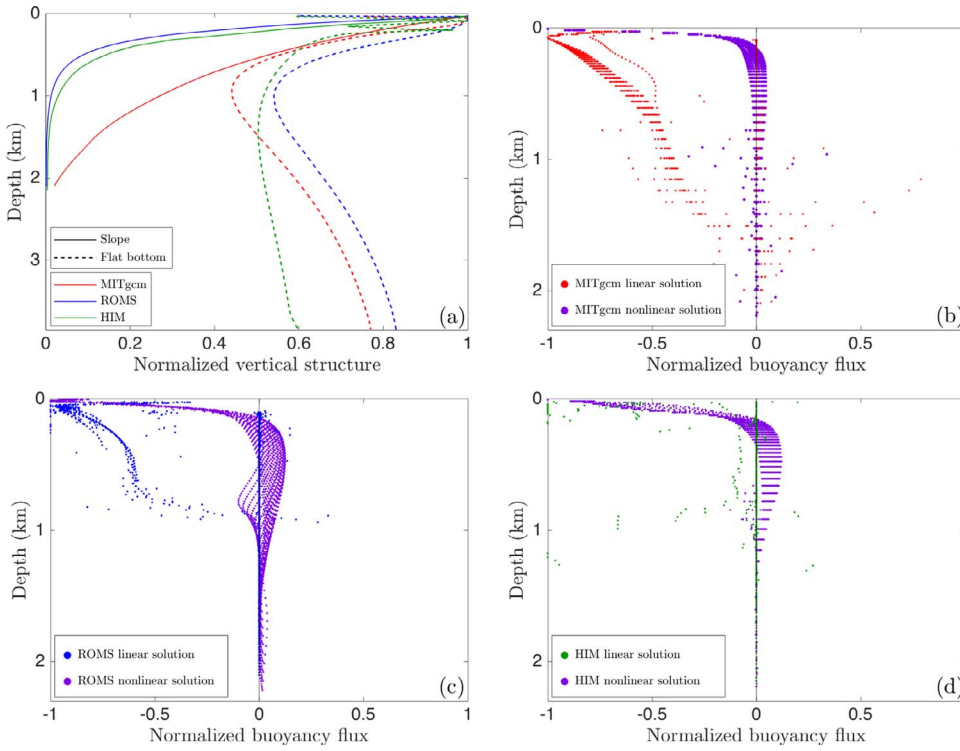 0
1
2
3
Depth (km)
Slope
Flat bottom
MITgcm
ROMS
HIM
(a)
0 0.2 0.4 0.6 0.8 1
Normalized vertical structure
0
1
2
Depth (km)
MITgcm linear solution
MITgcm nonlinear solution
(b)
-1 -0.5 0 0.5
Normalized buoyancy flux
0
1
2
Depth (km)
ROMS linear solution
ROMS nonlinear solution
(c)
-1 -0.5 0 0.5 1
Normalized buoyancy flux
0
1
2
Depth (km)
HIM linear solution
HIM nonlinear solution
(d)
-1 -0.5 0 0.5 1
Normalized buoyancy flux